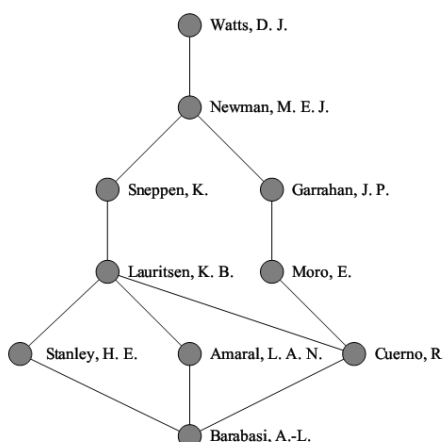 Watts, D. J.
Newman, M. E. J.
Sneppen, K.
Garrahan, J. P.
Lauritsen, K. B.
Moro, E.
Stanley, H. E.
Amaral, L. A. N.
Cuerno, R
Barabasi, A.-L.